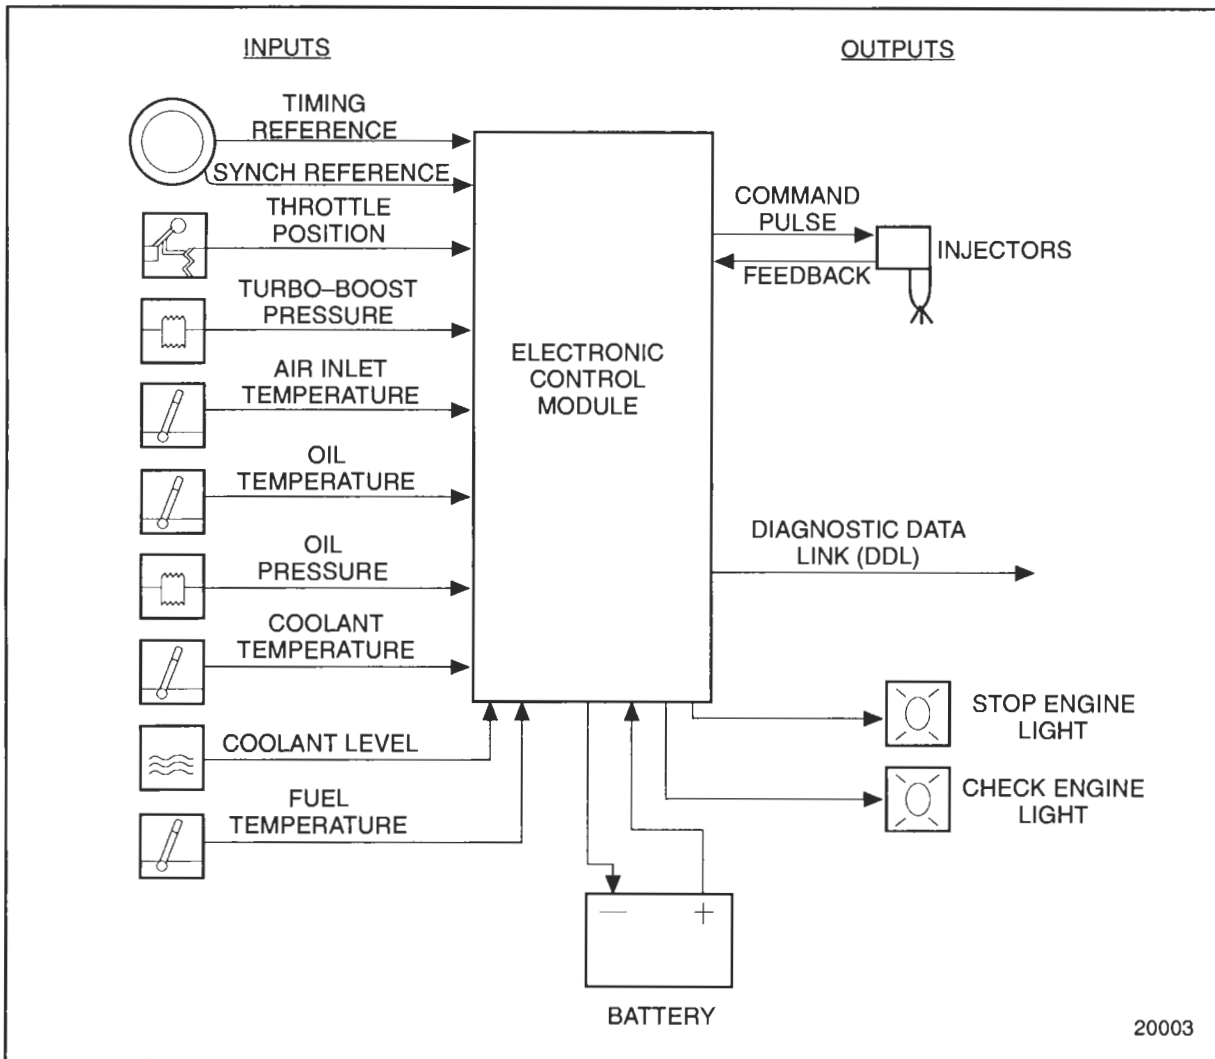 INPUTS
OUTPUTS
TIMING
REFERENCE
SYNCH REFERENCE
THROTTLE
POSITION
TURBO–BOOST
PRESSURE
AIR INLET
TEMPERATURE
OIL
TEMPERATURE
OIL
PRESSURE
COOLANT
TEMPERATURE
COOLANT LEVEL
FUEL
TEMPERATURE
ELECTRONIC
CONTROL
MODULE
COMMAND
PULSE
FEEDBACK
INJECTORS
DIAGNOSTIC DATA
LINK (DDL)
STOP ENGINE
LIGHT
CHECK ENGINE
LIGHT
— +
BATTERY
20003